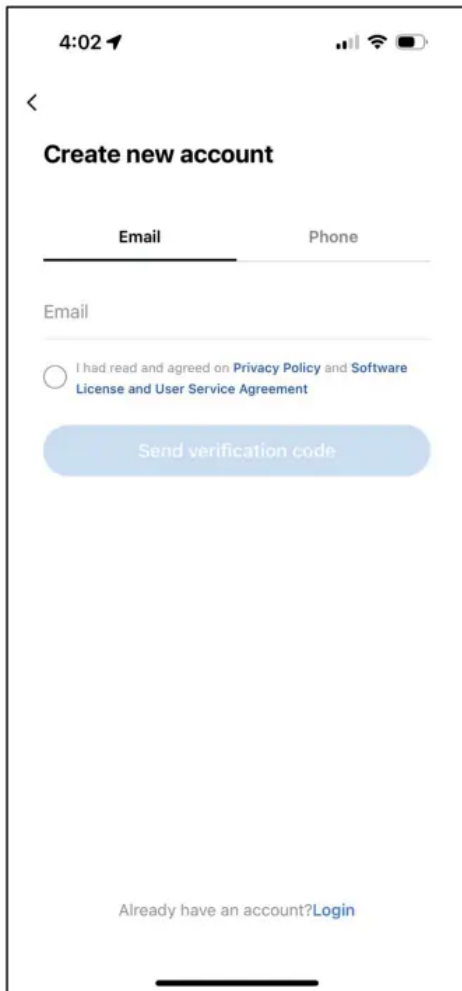 4:02
Create new account
Email Phone
Email
I had read and agreed on Privacy Policy and Software
License and User Service Agreement
Send verification code
Already have an account?Login